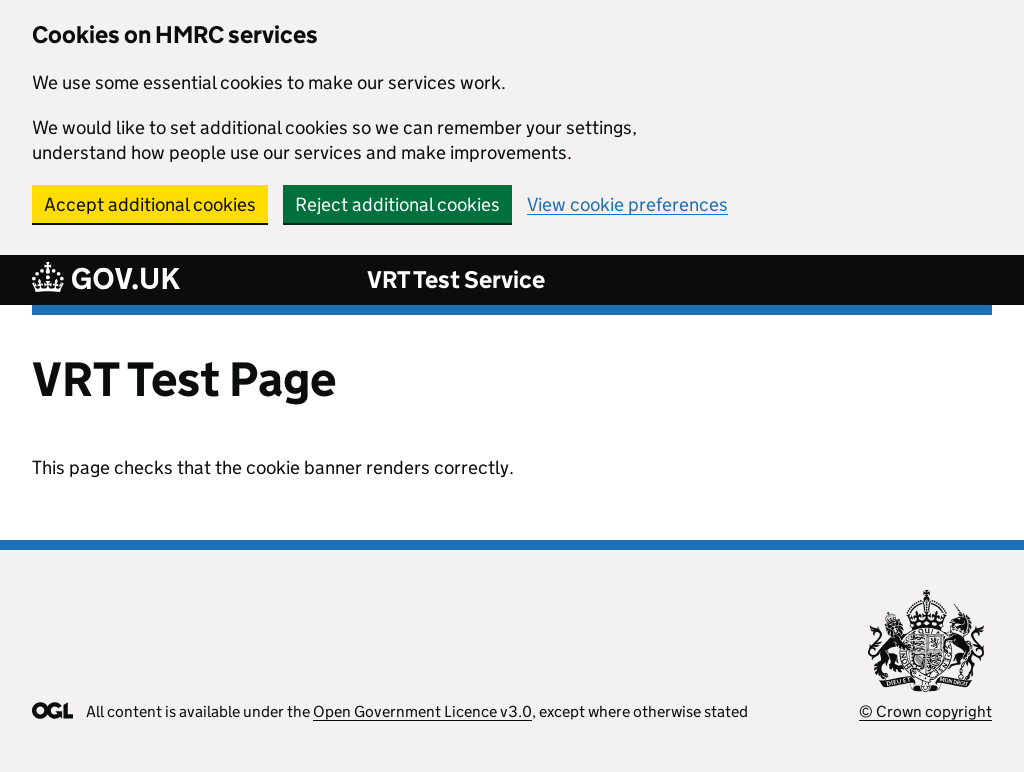 Cookies on HMRC services
We use some essential cookies to make our services work.
We would like to set additional cookies so we can remember your settings,
understand how people use our services and make improvements.
Accept additional cookies Reject additional cookies View cookie preferences
GOV.UK VRT Test Service
VRT Test Page
This page checks that the cookie banner renders correctly.
DIEU ET MON DROIT
OGL All content is available under the Open Government Licence v3.0, except where otherwise stated © Crown copyright